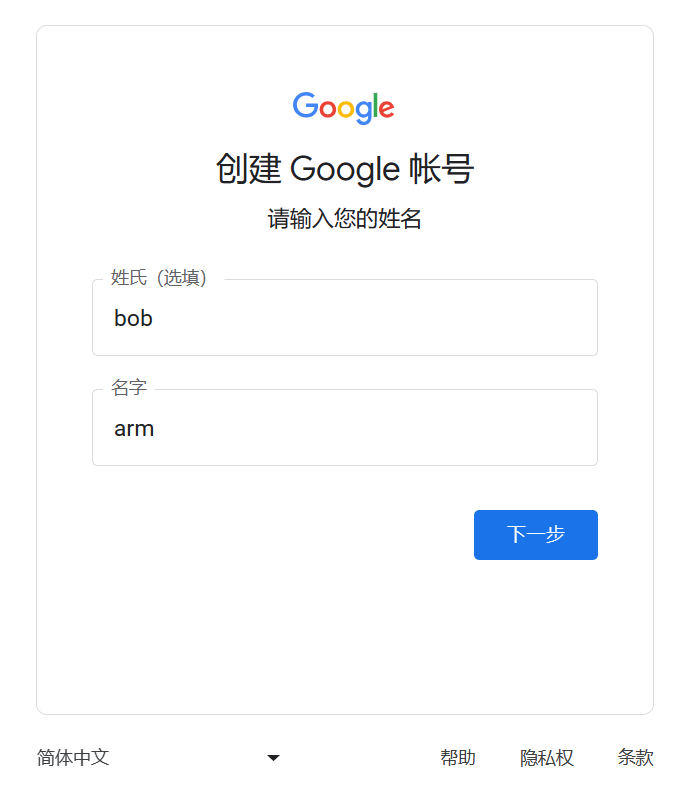 Google
创建 Google 帐号
请输入您的姓名
姓氏（选填）
bob
名字
arm
下一步
简体中文 帮助 隐私权 条款